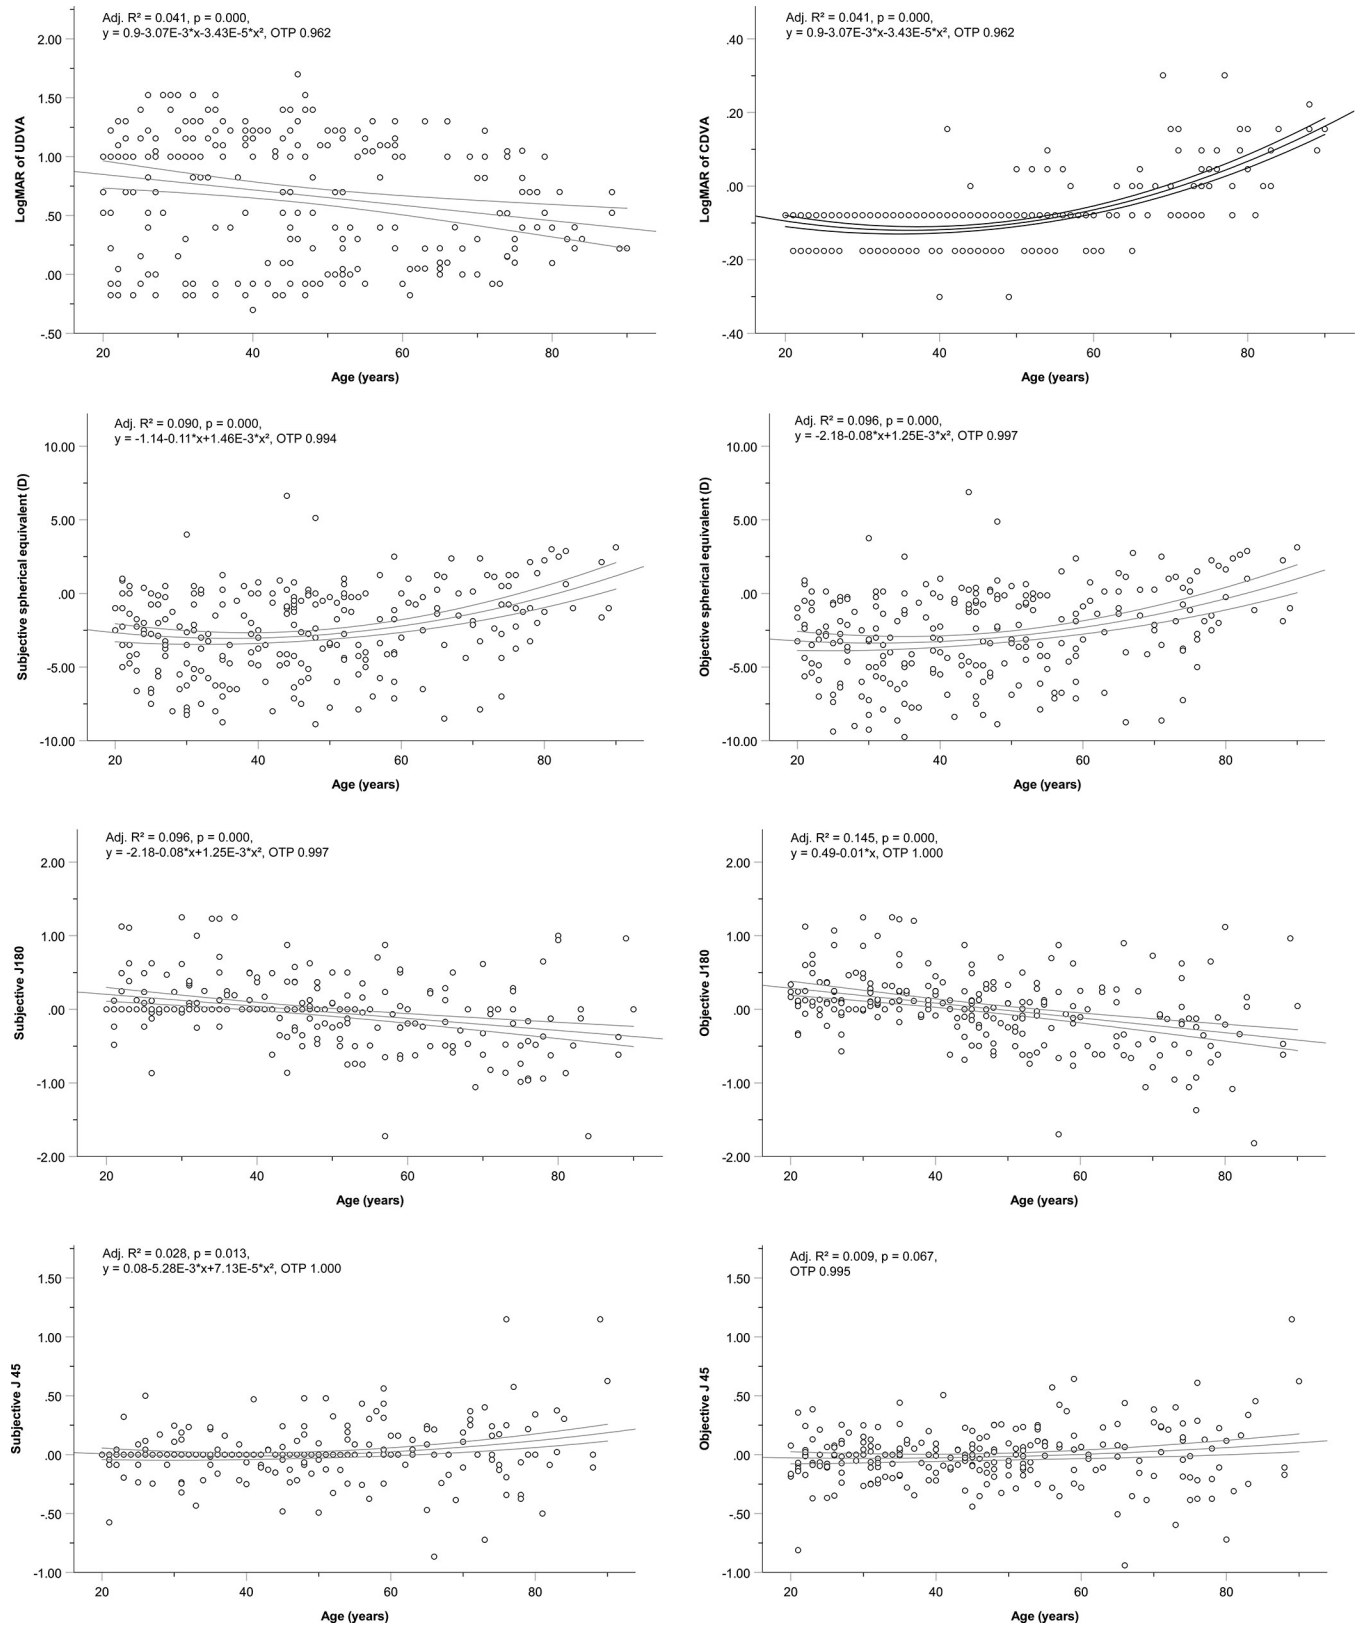 Adj. R² = 0.041, p = 0.000,
y = 0.9-3.07E-3*x-3.43E-5*x², OTP 0.962
2.00
1.50
1.00
.50
.00
-.50
LogMAR of UDVA
20 40 60 80
Age (years)
Adj. R² = 0.041, p = 0.000,
y = 0.9-3.07E-3*x-3.43E-5*x², OTP 0.962
.40
.20
.00
-.20
-.40
LogMAR of CDVA
20 40 60 80
Age (years)
Adj. R² = 0.090, p = 0.000,
y = -1.14-0.11*x+1.46E-3*x², OTP 0.994
10.00
5.00
.00
-5.00
-10.00
Subjective spherical equivalent (D)
20 40 60 80
Age (years)
Adj. R² = 0.096, p = 0.000,
y = -2.18-0.08*x+1.25E-3*x², OTP 0.997
10.00
5.00
.00
-5.00
-10.00
Objective spherical equivalent (D)
20 40 60 80
Age (years)
Adj. R² = 0.096, p = 0.000,
y = -2.18-0.08*x+1.25E-3*x², OTP 0.997
2.00
1.00
.00
-1.00
-2.00
Subjective J180
20 40 60 80
Age (years)
Adj. R² = 0.145, p = 0.000,
y = 0.49-0.01*x, OTP 1.000
2.00
1.00
.00
-1.00
-2.00
Objective J180
20 40 60 80
Age (years)
Adj. R² = 0.028, p = 0.013,
y = 0.08-5.28E-3*x+7.13E-5*x², OTP 1.000
1.50
1.00
.50
.00
-.50
-1.00
Subjective J 45
20 40 60 80
Age (years)
Adj. R² = 0.009, p = 0.067,
OTP 0.995
1.50
1.00
.50
.00
-.50
-1.00
Objective J 45
20 40 60 80
Age (years)